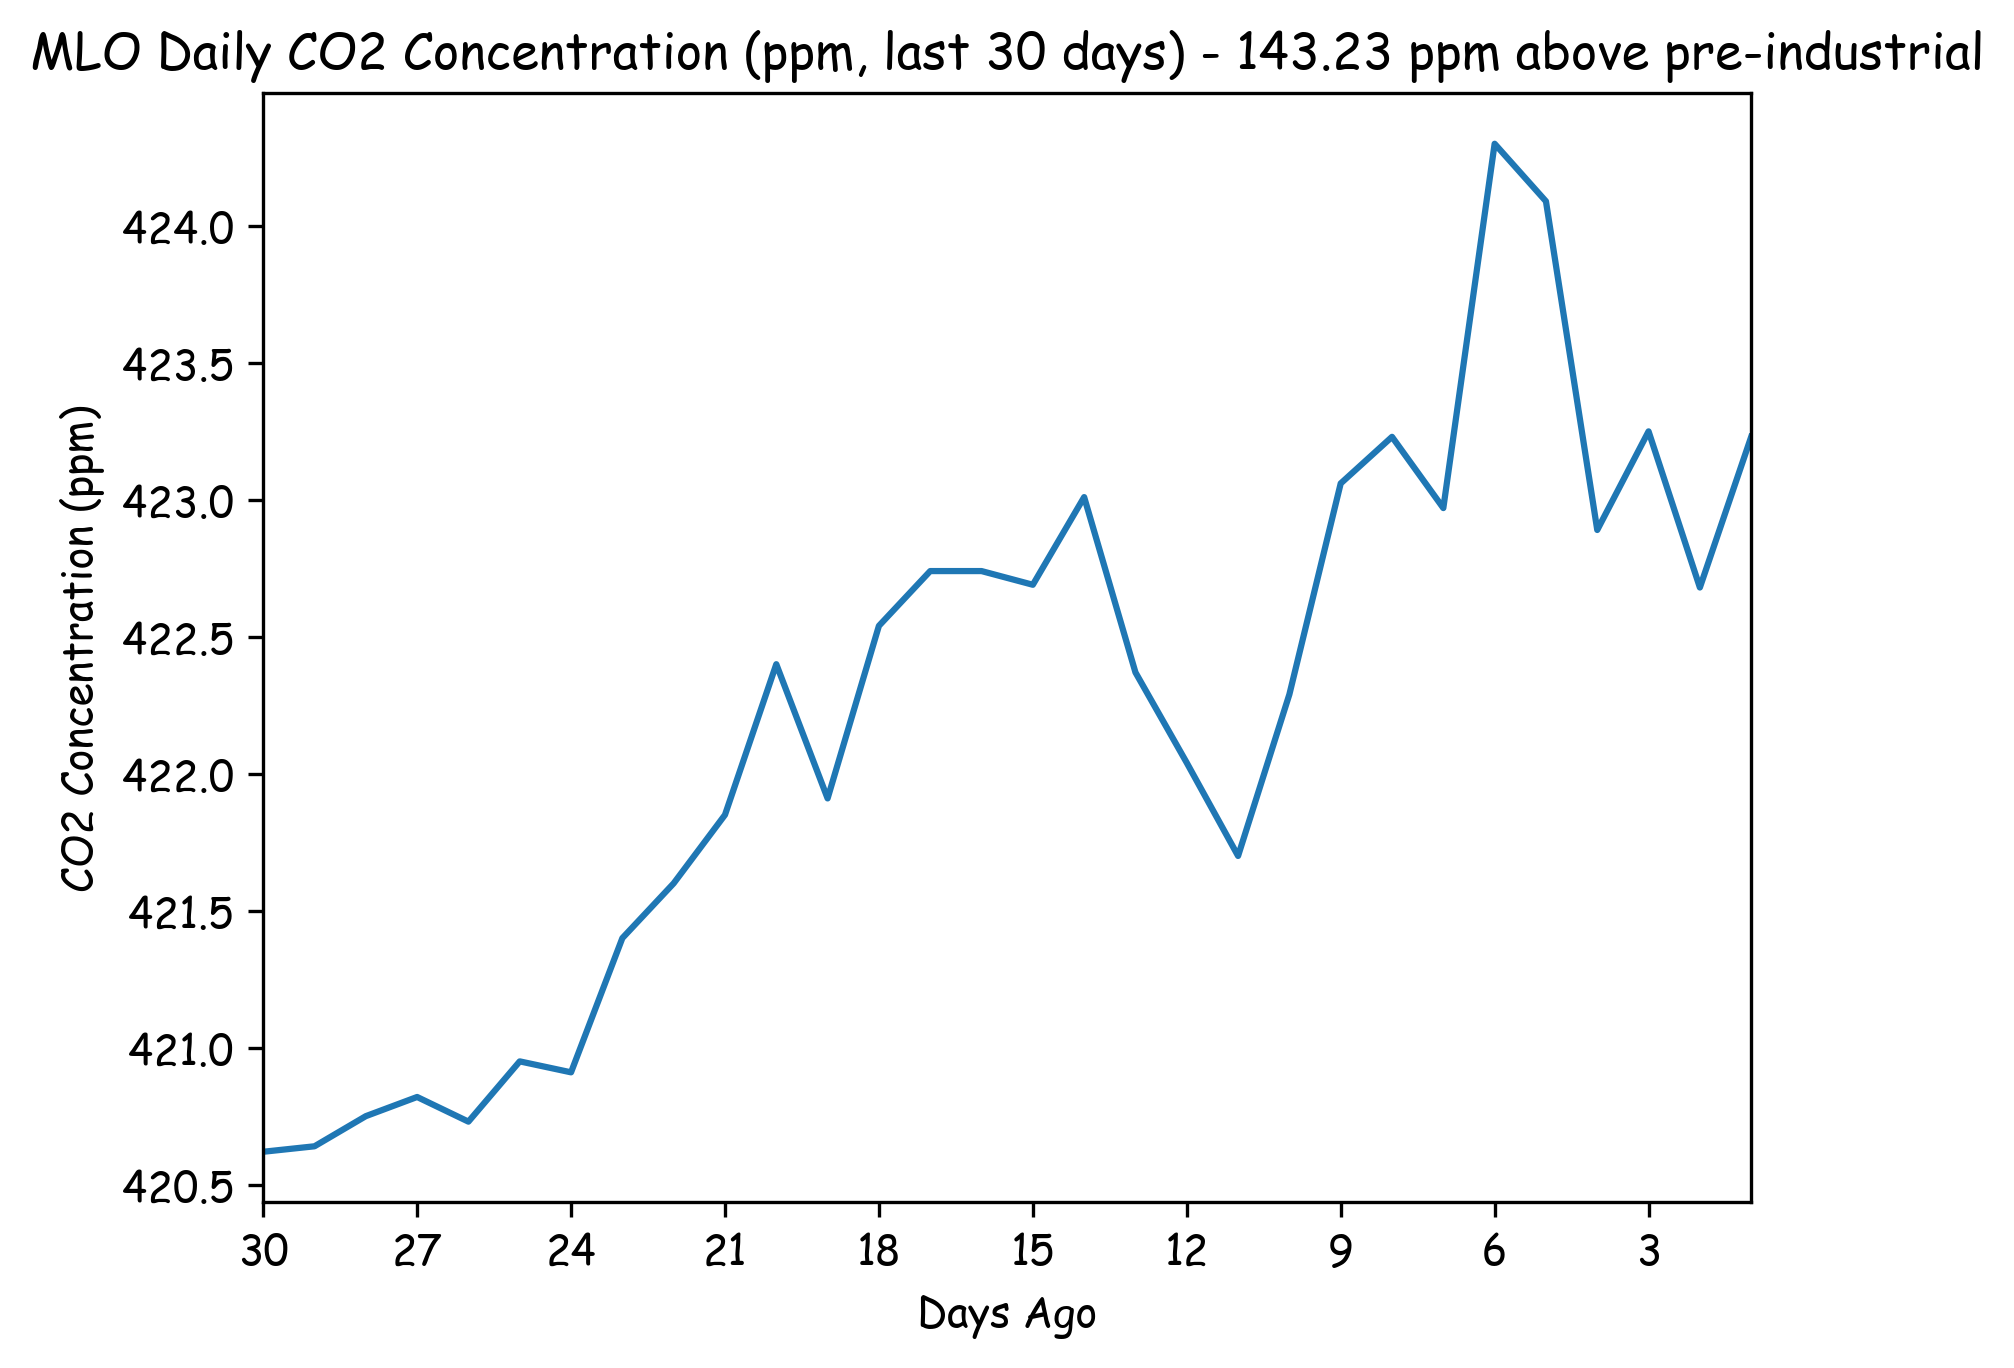 MLO Daily CO2 Concentration (ppm, last 30 days) - 143.23 ppm above pre-industrial
CO2 Concentration (ppm)
424.0
423.5
423.0
422.5
422.0
421.5
421.0
420.5
30 27 24 21 18 15 12 9 6 3
Days Ago